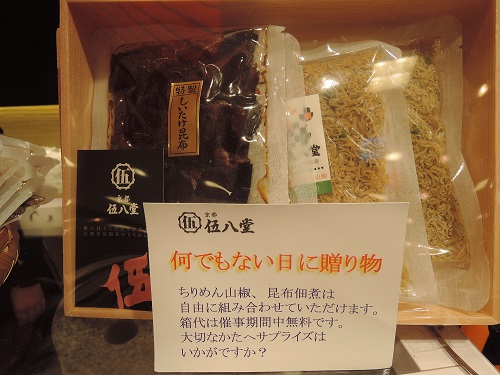 特製
しいたけ昆布
堂
山椒
伍
京都
伍八堂
伍
伍
京都
伍八堂
何でもない日に贈り物
ちりめん山椒、昆布佃煮は
自由に組み合わせていただけます。
箱代は催事期間中無料です。
大切なかたへサプライズは
いかがですか?